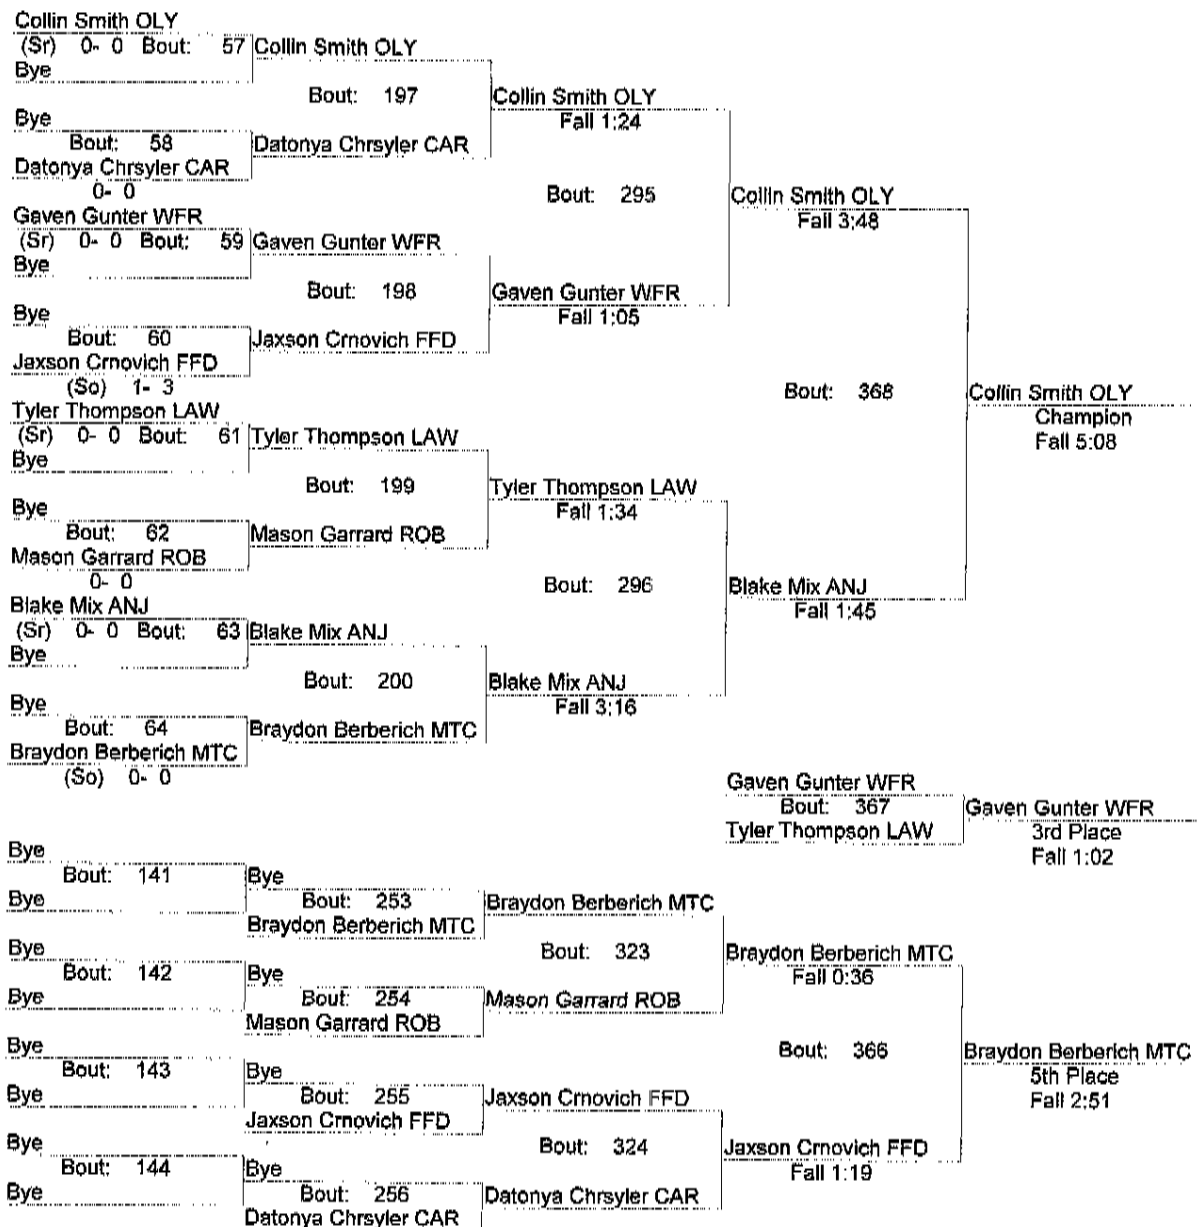 Collin Smith OLY
(Sr) 0- 0 Bout: 57 Collin Smith OLY
Bye
Bout: 197 Collin Smith OLY
Fall 1:24
Bye
Bout: 58 Datonya Chrsyler CAR
Datonya Chrsyler CAR
0- 0
Bout: 295 Collin Smith OLY
Fall 3:48
Gaven Gunter WFR
(Sr) 0- 0 Bout: 59 Gaven Gunter WFR
Bye
Bout: 198 Gaven Gunter WFR
Fall 1:05
Bye
Bout: 60 Jaxson Crnovich FFD
Jaxson Crnovich FFD
(So) 1- 3
Bout: 368 Collin Smith OLY
Champion
Fall 5:08
Tyler Thompson LAW
(Sr) 0- 0 Bout: 61 Tyler Thompson LAW
Bye
Bout: 199 Tyler Thompson LAW
Fall 1:34
Bye
Bout: 62 Mason Garrard ROB
Mason Garrard ROB
0- 0
Bout: 296 Blake Mix ANJ
Fall 1:45
Blake Mix ANJ
(Sr) 0- 0 Bout: 63 Blake Mix ANJ
Bye
Bout: 200 Blake Mix ANJ
Fall 3:16
Bye
Bout: 64 Braydon Berberich MTC
Braydon Berberich MTC
(So) 0- 0
Gaven Gunter WFR
Bout: 367 Gaven Gunter WFR
Tyler Thompson LAW 3rd Place
Fall 1:02
Bye
Bout: 141 Bye
Bye
Bout: 253 Braydon Berberich MTC
Braydon Berberich MTC
Bye
Bout: 323 Braydon Berberich MTC
Fall 0:36
Bout: 142 Bye
Bye
Bout: 254 Mason Garrard ROB
Mason Garrard ROB
Bye
Bout: 366 Braydon Berberich MTC
5th Place
Fall 2:51
Bout: 143 Bye
Bye
Bout: 255 Jaxson Crnovich FFD
Jaxson Crnovich FFD
Bye
Bout: 324 Jaxson Crnovich FFD
Fall 1:19
Bout: 144 Bye
Bye
Bout: 256 Datonya Chrsyler CAR
Datonya Chrsyler CAR